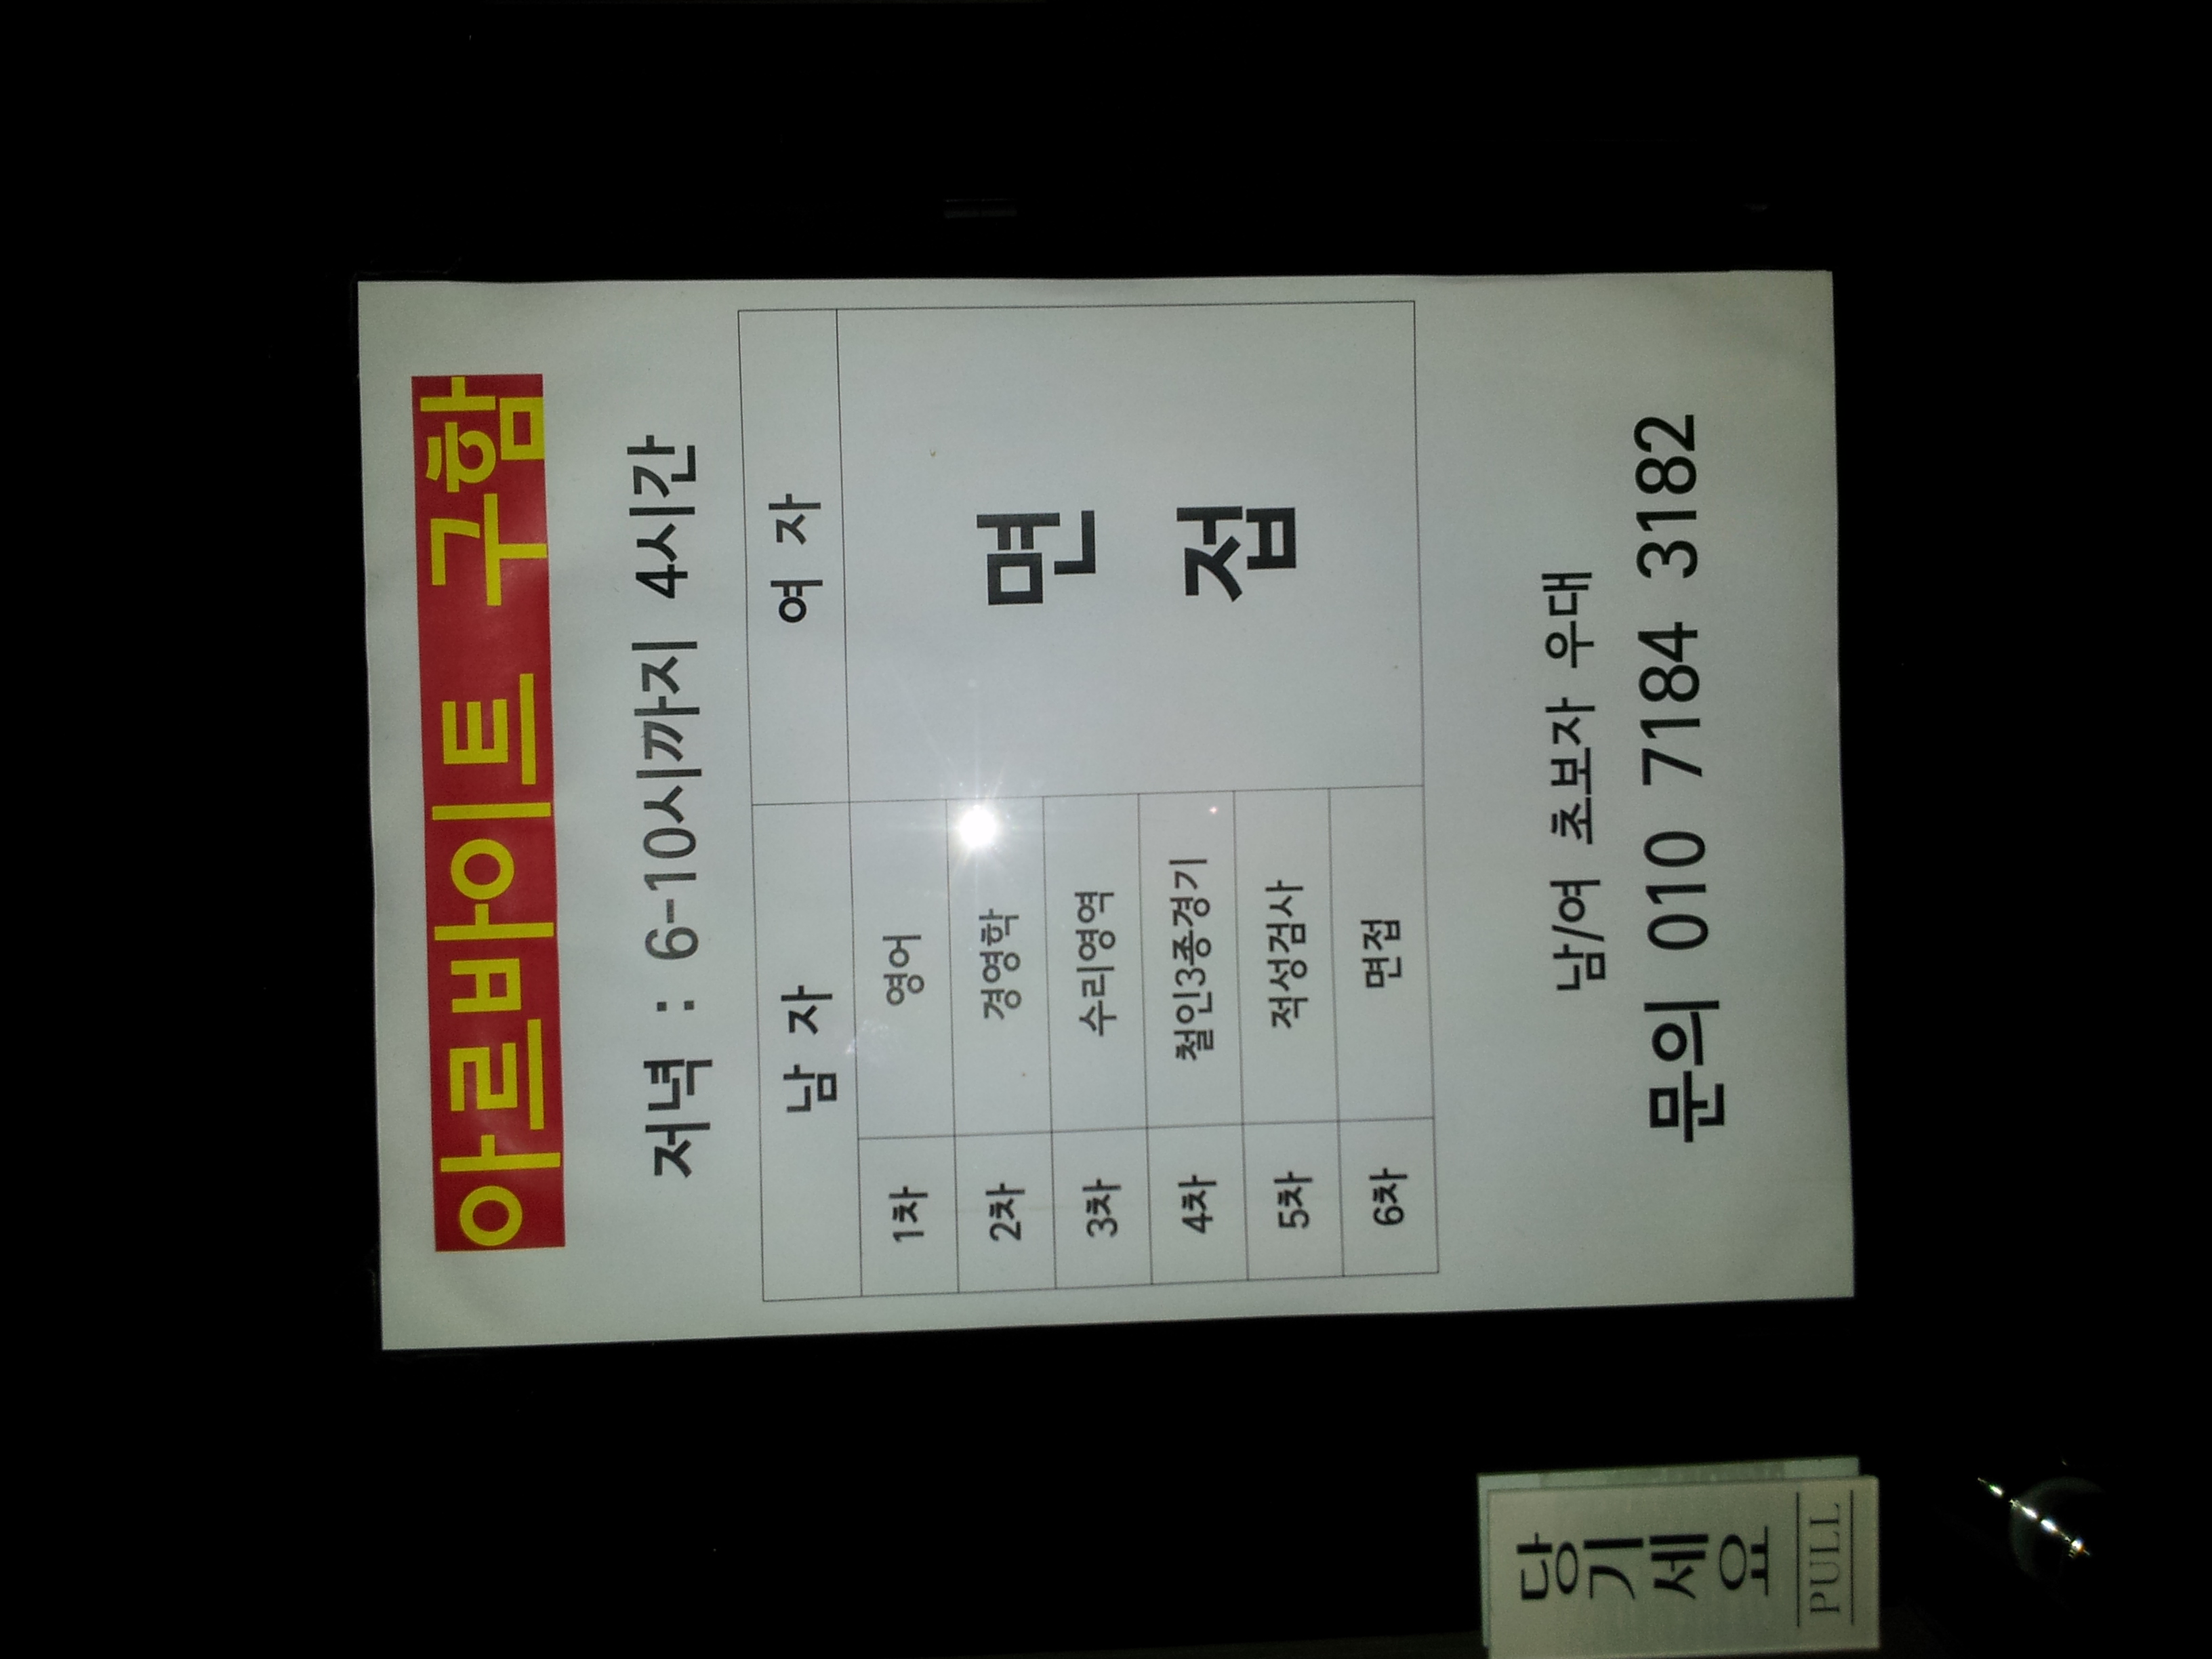 아르바이트 구함
저녁 : 6-10시까지 4시간
남 자 여 자
1차 영어
2차 경영학
3차 수리영역
4차 철인3종경기
5차 적성검사
6차 면접
면
접
남/여 초보자 우대
문의 010 7184 3182
당
기
세
요
PULL